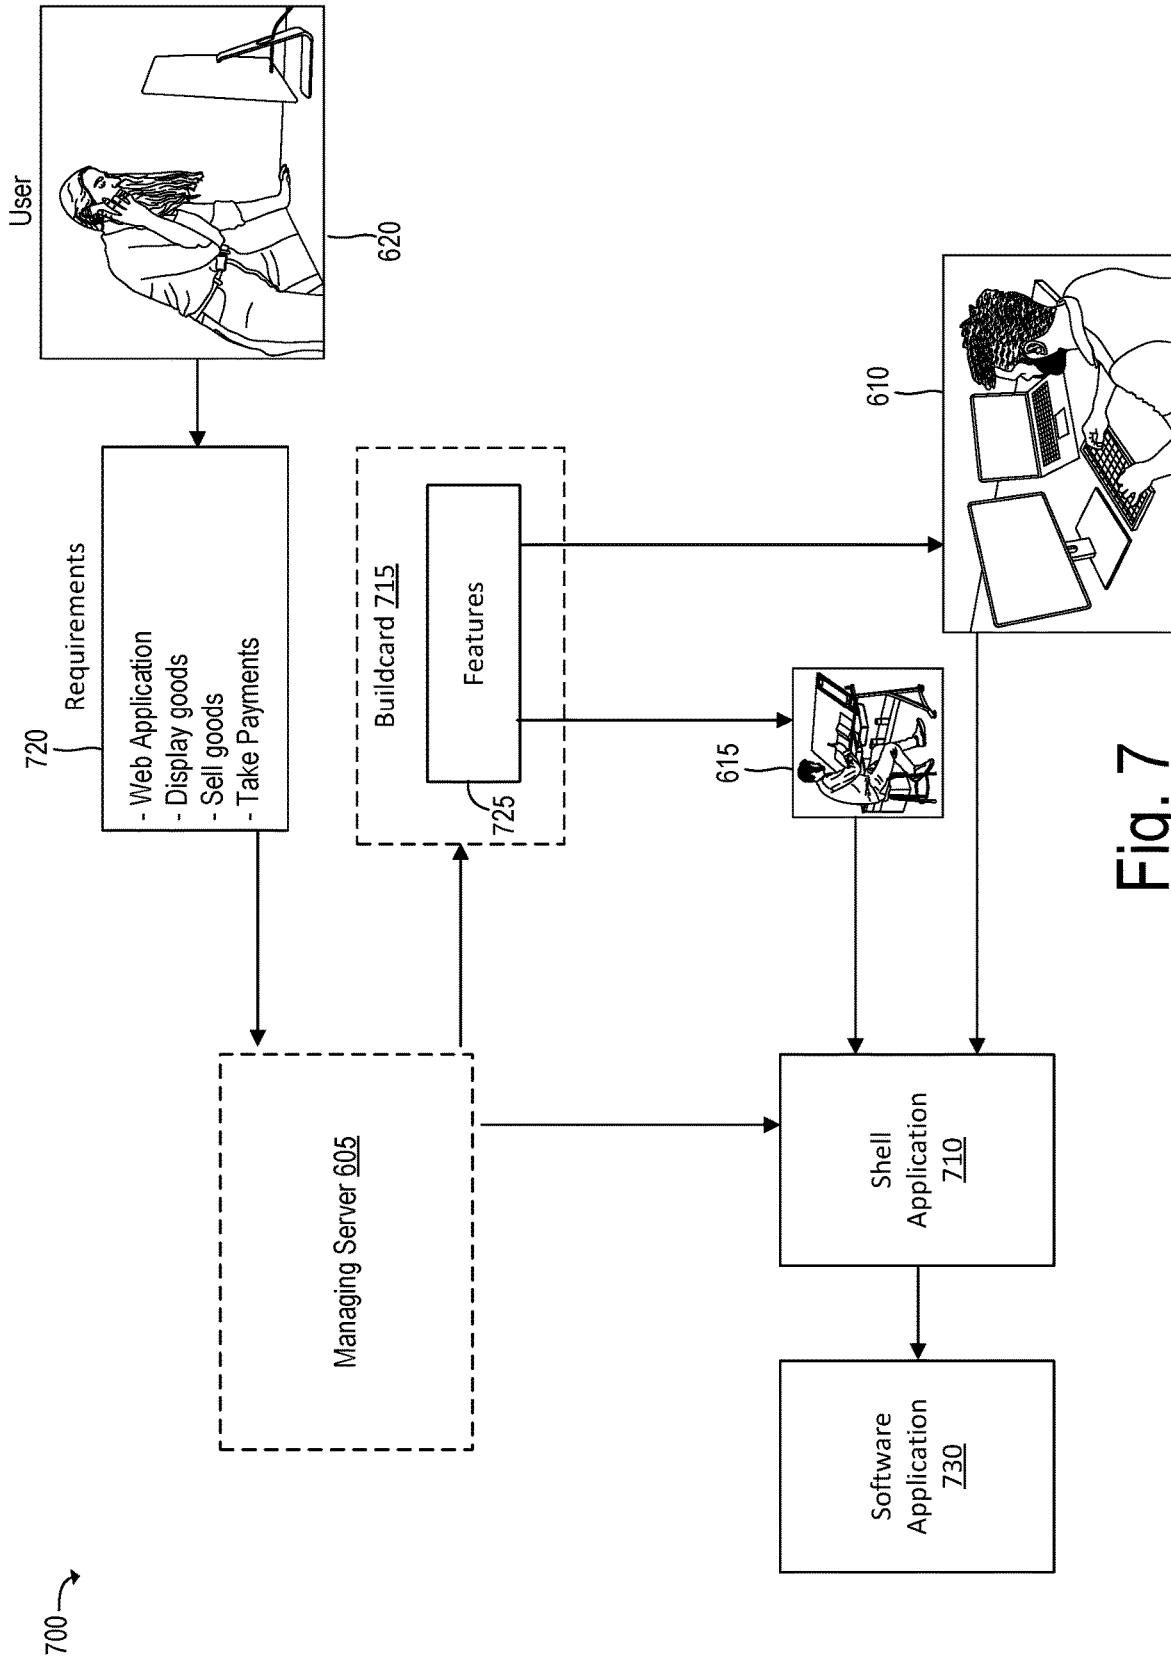 700
User
620
Requirements
720
- Web Application
- Display goods
- Sell goods
- Take Payments
Managing Server 605
Buildcard 715
Features
725
615
610
Shell
Application
710
Software
Application
730
Fig. 7